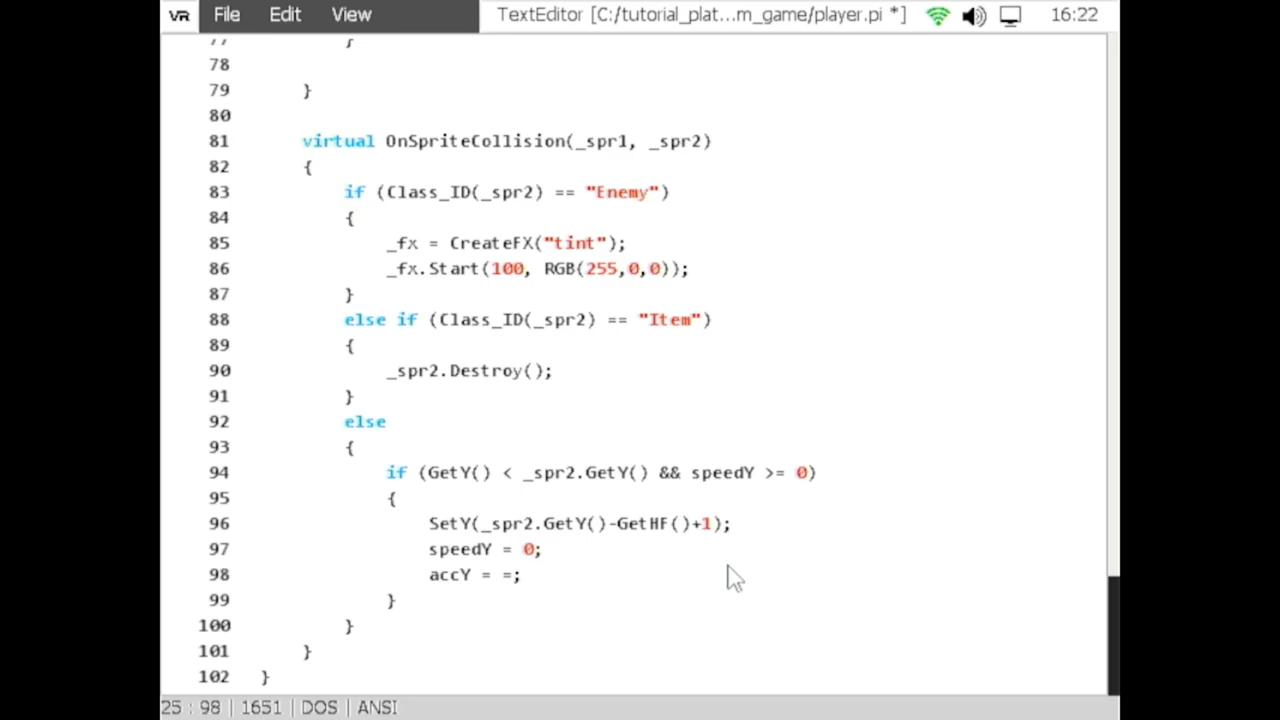 VR File Edit View TextEditor [C:/tutorial_plat...m_game/player.pi *] 16:22
77 }
78
79 }
80
81 virtual OnSpriteCollision(_spr1, _spr2)
82 {
83 if (Class_ID(_spr2) == "Enemy")
84 {
85 _fx = CreateFX("tint");
86 _fx.Start(100, RGB(255,0,0));
87 }
88 else if (Class_ID(_spr2) == "Item")
89 {
90 _spr2.Destroy();
91 }
92 else
93 {
94 if (GetY() < _spr2.GetY() && speedY >= 0)
95 {
96 SetY(_spr2.GetY()-GetHF()+1);
97 speedY = 0;
98 accY = =;
99 }
100 }
101 }
102 }
25 : 98 | 1651 | DOS | ANSI